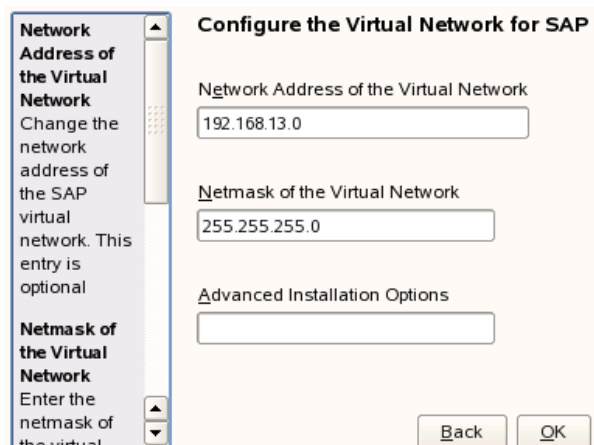 Network
Address of
the Virtual
Network
Change the
network
address of
the SAP
virtual
network. This
entry is
optional
Netmask of
the Virtual
Network
Enter the
netmask of
the virtual
Configure the Virtual Network for SAP
Network Address of the Virtual Network
192.168.13.0
Netmask of the Virtual Network
255.255.255.0
Advanced Installation Options
Back
OK